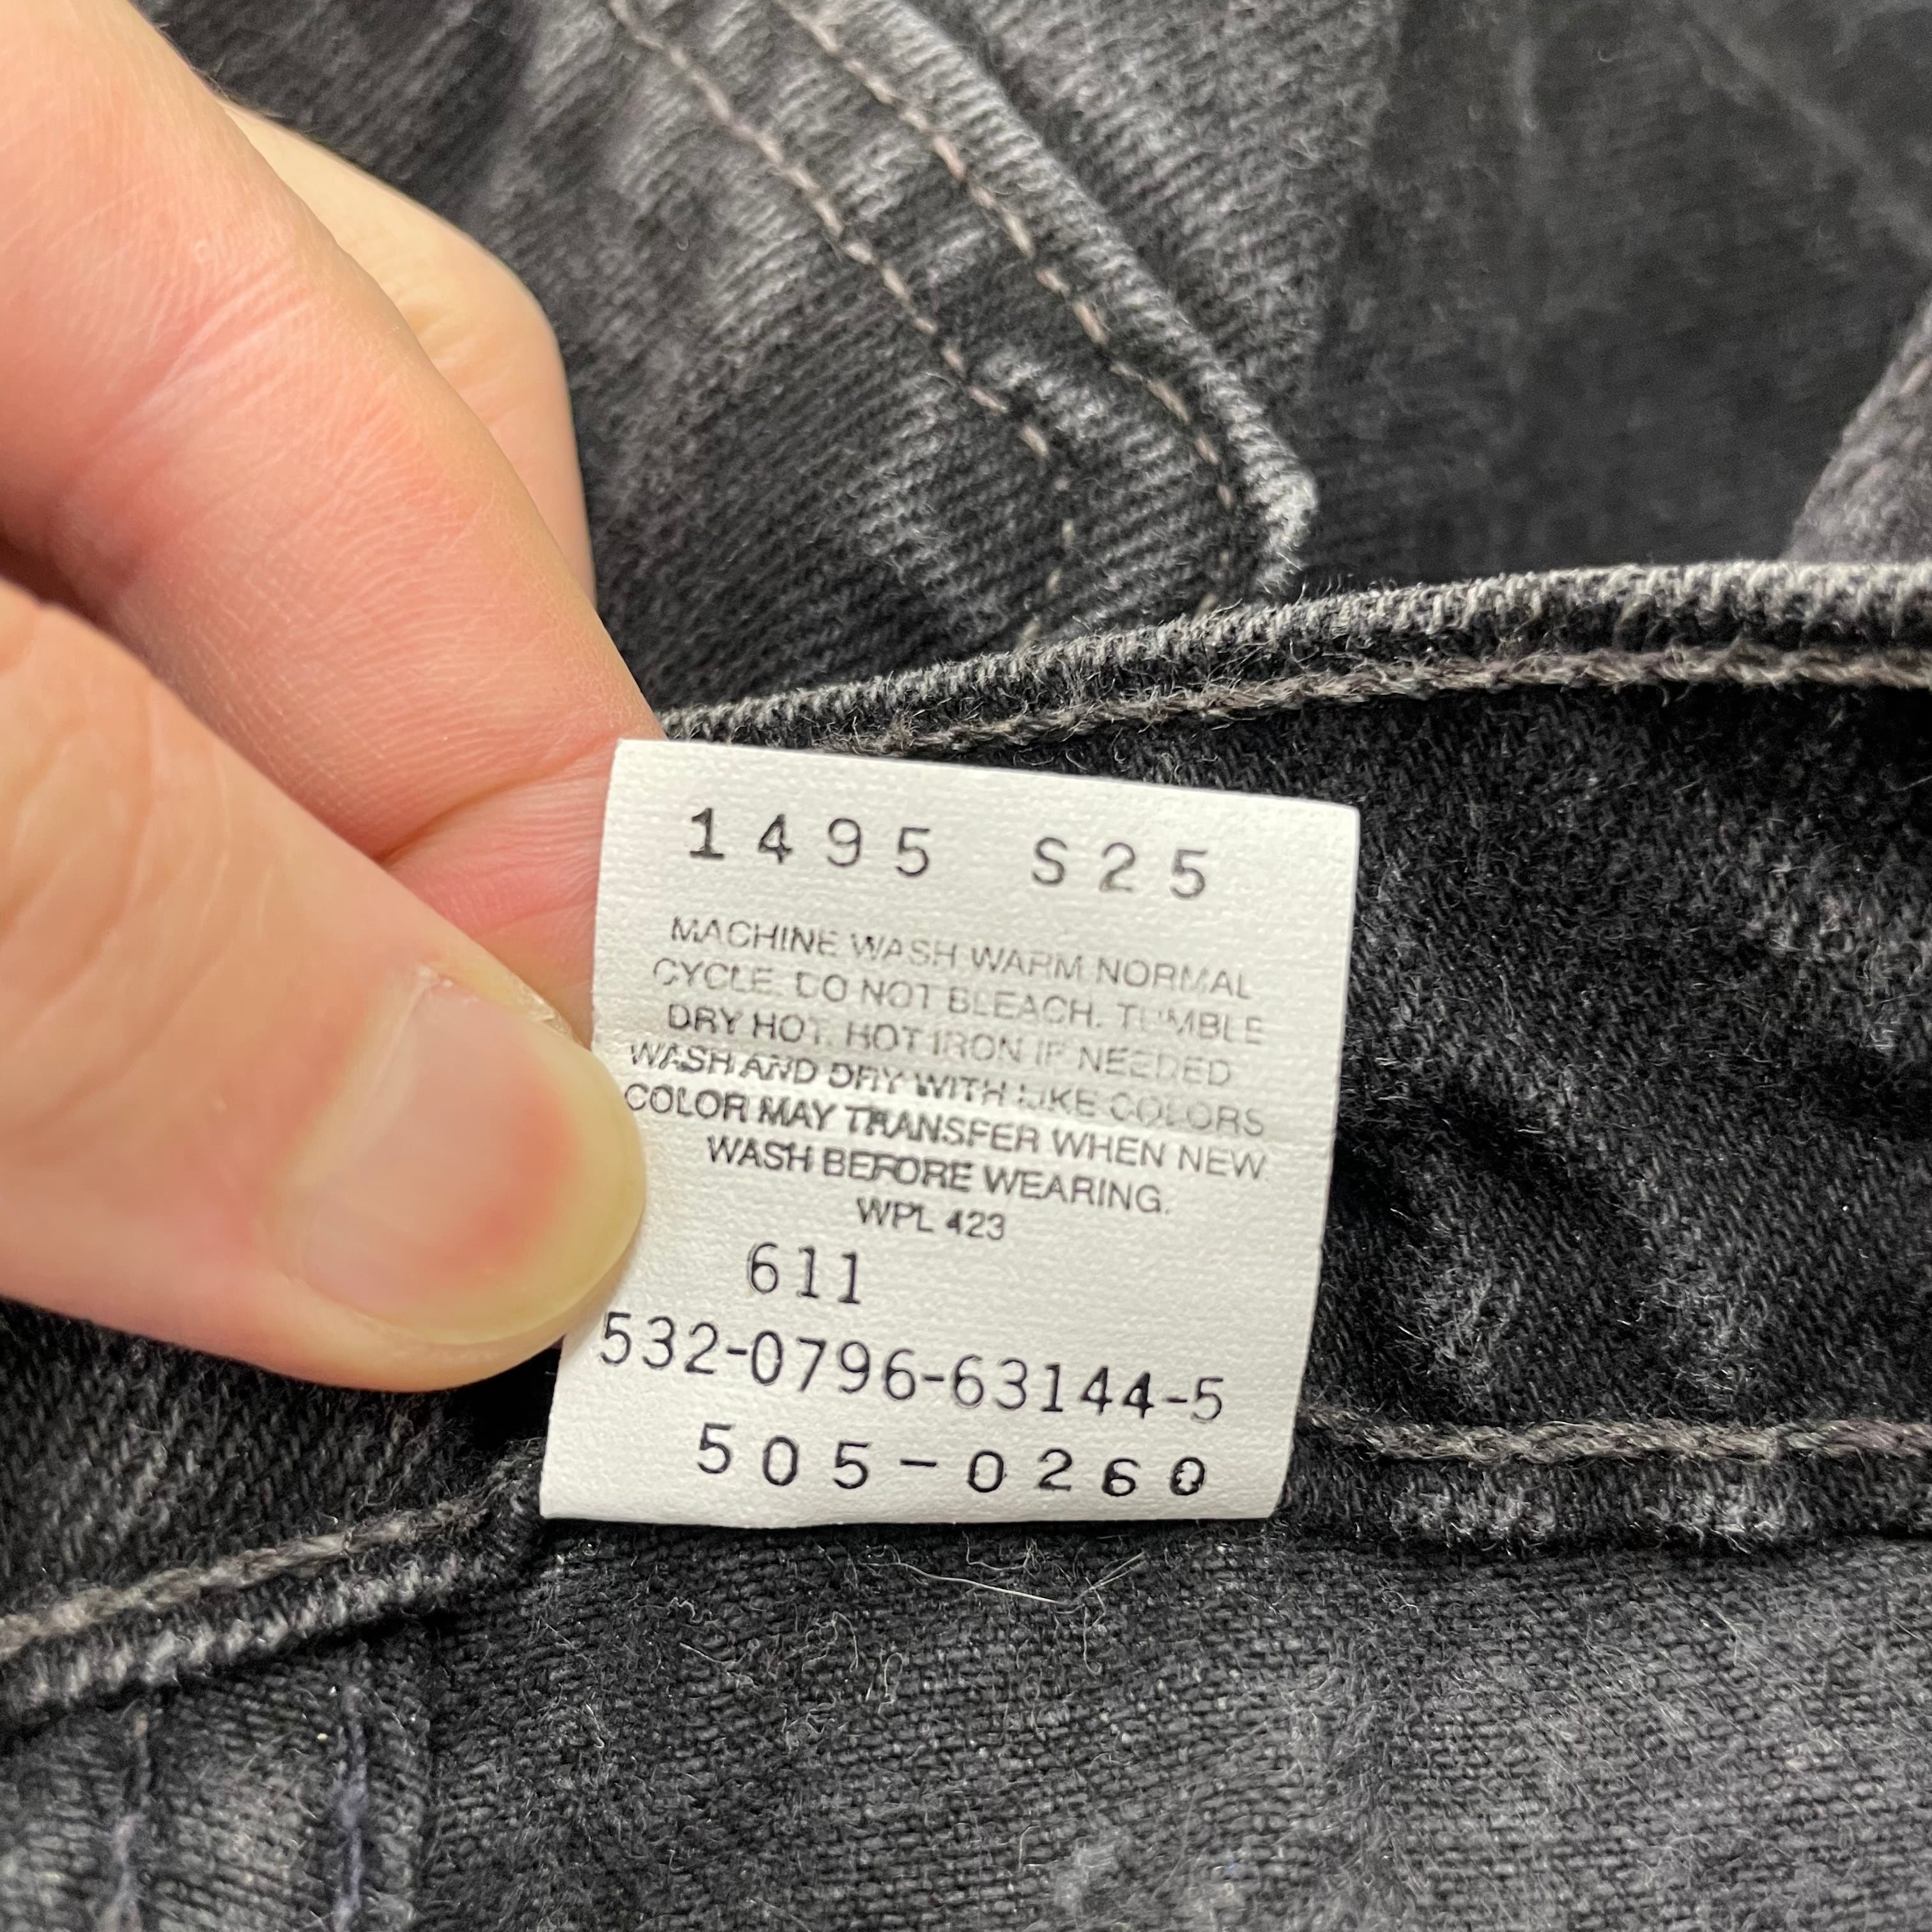 1495 S25
MACHINE WASH WARM NORMAL
CYCLE. DO NOT BLEACH. TUMBLE
DRY HOT. HOT IRON IF NEEDED
WASH AND DRY WITH LIKE COLORS
COLOR MAY TRANSFER WHEN NEW.
WASH BEFORE WEARING.
WPL 423
611
532-0796-63144-5
505-0260